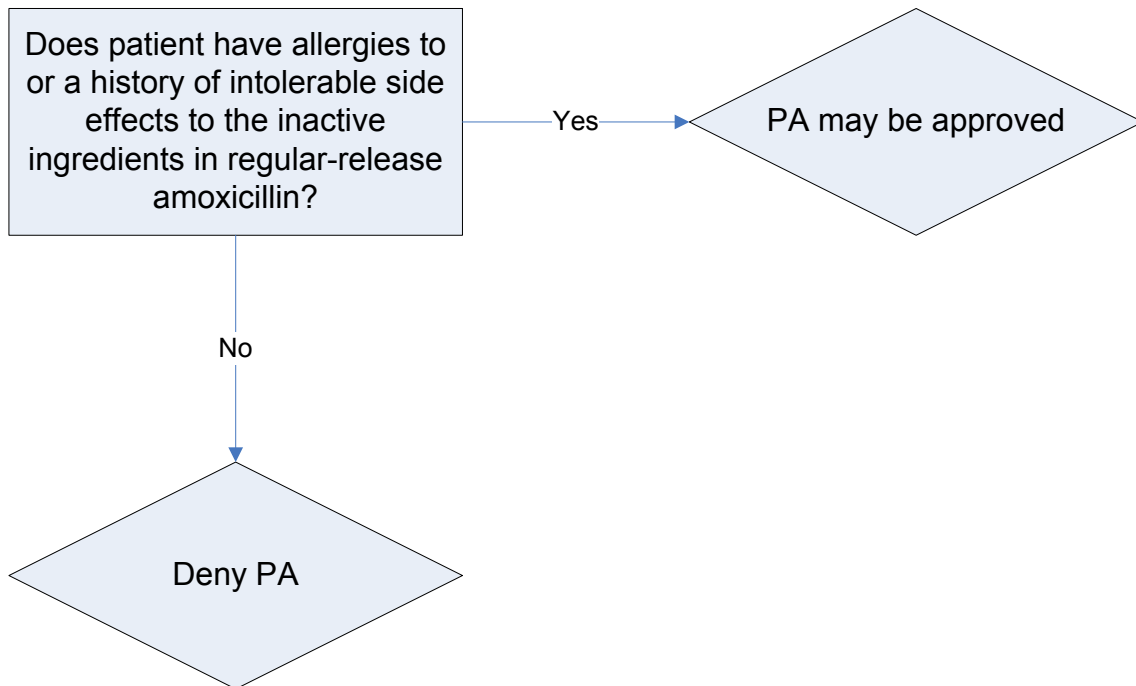 Does patient have allergies to
or a history of intolerable side
effects to the inactive
ingredients in regular-release
amoxicillin?
Yes
PA may be approved
No
Deny PA